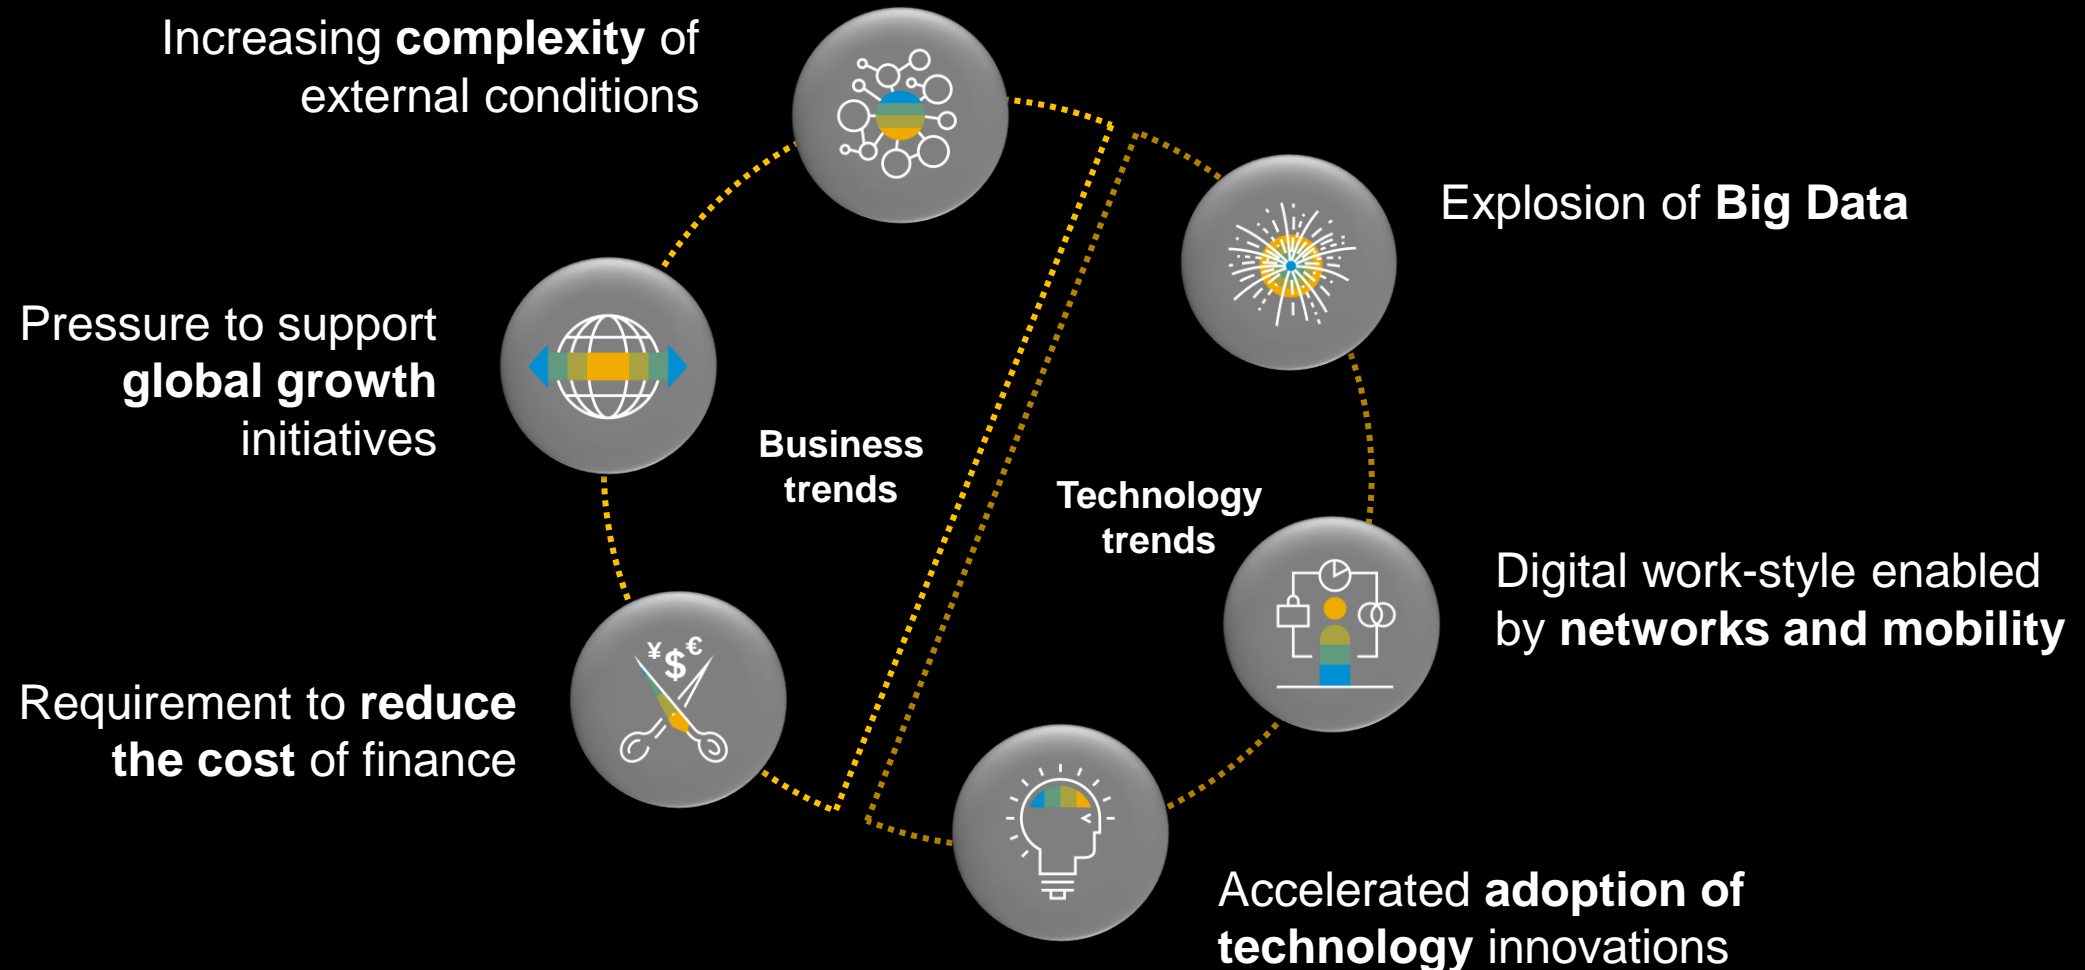 Increasing complexity of
external conditions
Pressure to support
global growth
initiatives
Requirement to reduce
the cost of finance
¥$€
Business
trends
Technology
trends
Explosion of Big Data
Digital work-style enabled
by networks and mobility
Accelerated adoption of
technology innovations